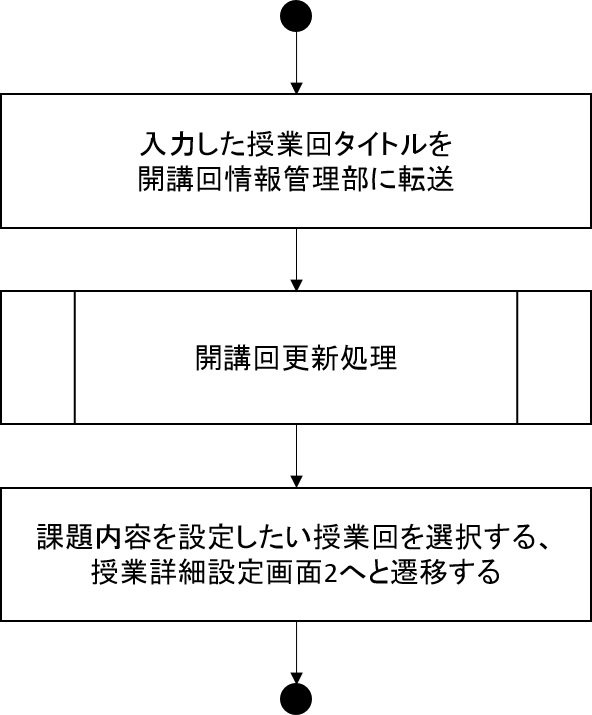 入力した授業回タイトルを
開講回情報管理部に転送
開講回更新処理
課題内容を設定したい授業回を選択する、
授業詳細設定画面2へと遷移する